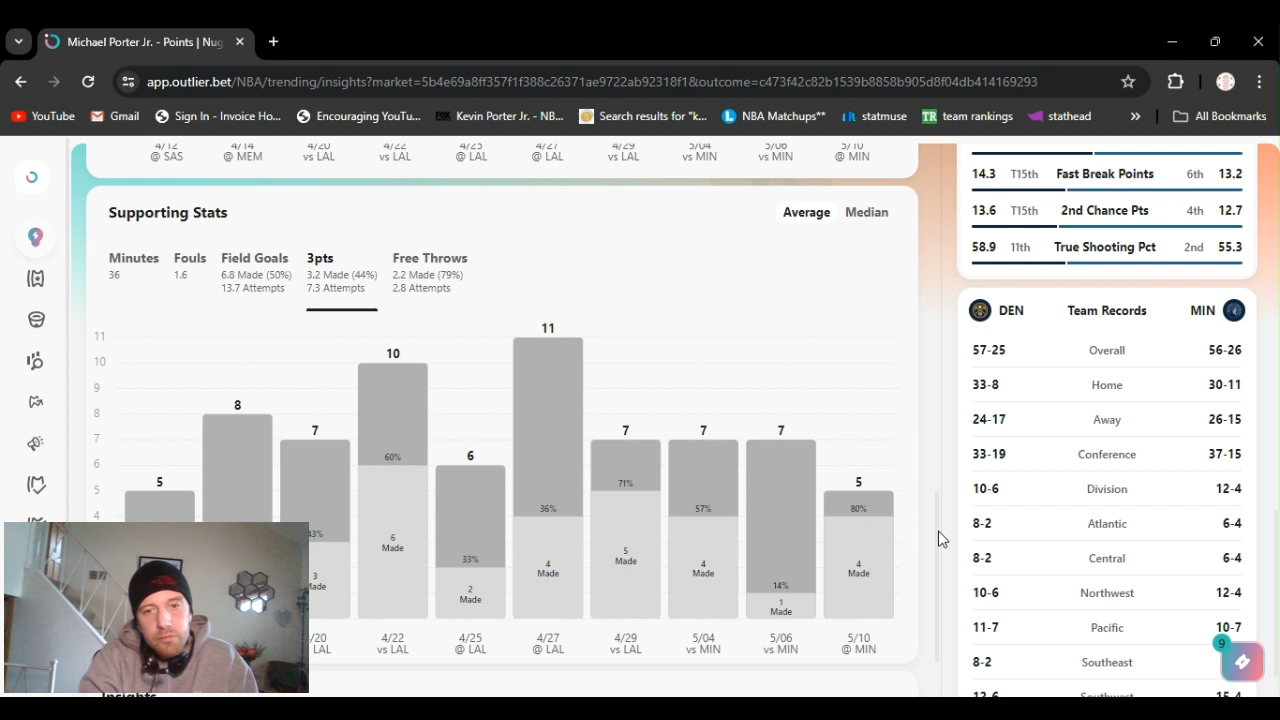 Michael Porter Jr. - Points | Nug
app.outlier.bet/NBA/trending/insights?market=5b4e69a8ff357f1f388c26371ae9722ab92318f1&outcome=c473f42c82b1539b8858b905d8f04db414169293
YouTube Gmail Sign In - Invoice Ho... Encouraging YouTu... Kevin Porter Jr. - NB... Search results for "k... NBA Matchups** statmuse team rankings stathead » All Bookmarks
4/12 4/14 4/20 4/22 4/25 4/27 4/29 5/04 5/06 5/10
@ SAS @ MEM vs LAL vs LAL @ LAL @ LAL vs LAL vs MIN vs MIN @ MIN
Supporting Stats
Average Median
Minutes Fouls Field Goals 3pts Free Throws
36 1.6 6.8 Made (50%) 3.2 Made (44%) 2.2 Made (79%)
13.7 Attempts 7.3 Attempts 2.8 Attempts
11
10
9
8
7
6
5
4
5
8
7
43%
3
Made
10
60%
6
Made
6
33%
2
Made
11
36%
4
Made
7
71%
5
Made
7
57%
4
Made
7
14%
1
Made
5
80%
4
Made
/20 4/22 4/25 4/27 4/29 5/04 5/06 5/10
LAL vs LAL @ LAL @ LAL vs LAL vs MIN vs MIN @ MIN
Insights
14.3 T15th Fast Break Points 6th 13.2
13.6 T15th 2nd Chance Pts 4th 12.7
58.9 11th True Shooting Pct 2nd 55.3
DEN Team Records MIN
57-25 Overall 56-26
33-8 Home 30-11
24-17 Away 26-15
33-19 Conference 37-15
10-6 Division 12-4
8-2 Atlantic 6-4
8-2 Central 6-4
10-6 Northwest 12-4
11-7 Pacific 10-7
8-2 Southeast
12-6 Southwest 15-4
9